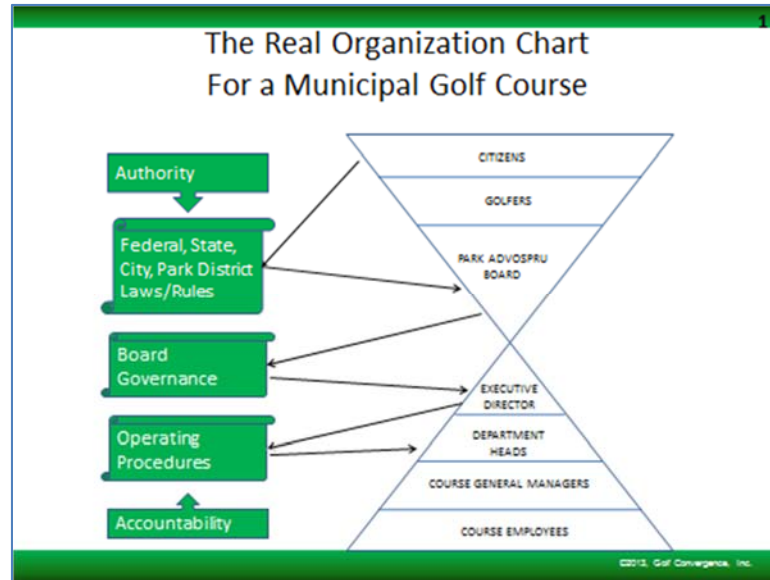 1
The Real Organization Chart
For a Municipal Golf Course
Authority
Federal, State,
City, Park District
Laws/Rules
Board
Governance
Operating
Procedures
Accountability
CITIZENS
GOLFERS
PARK ADVOSPRU
BOARD
EXECUTIVE
DIRECTOR
DEPARTMENT
HEADS
COURSE GENERAL MANAGERS
COURSE EMPLOYEES
©2013, Golf Convergence, Inc.